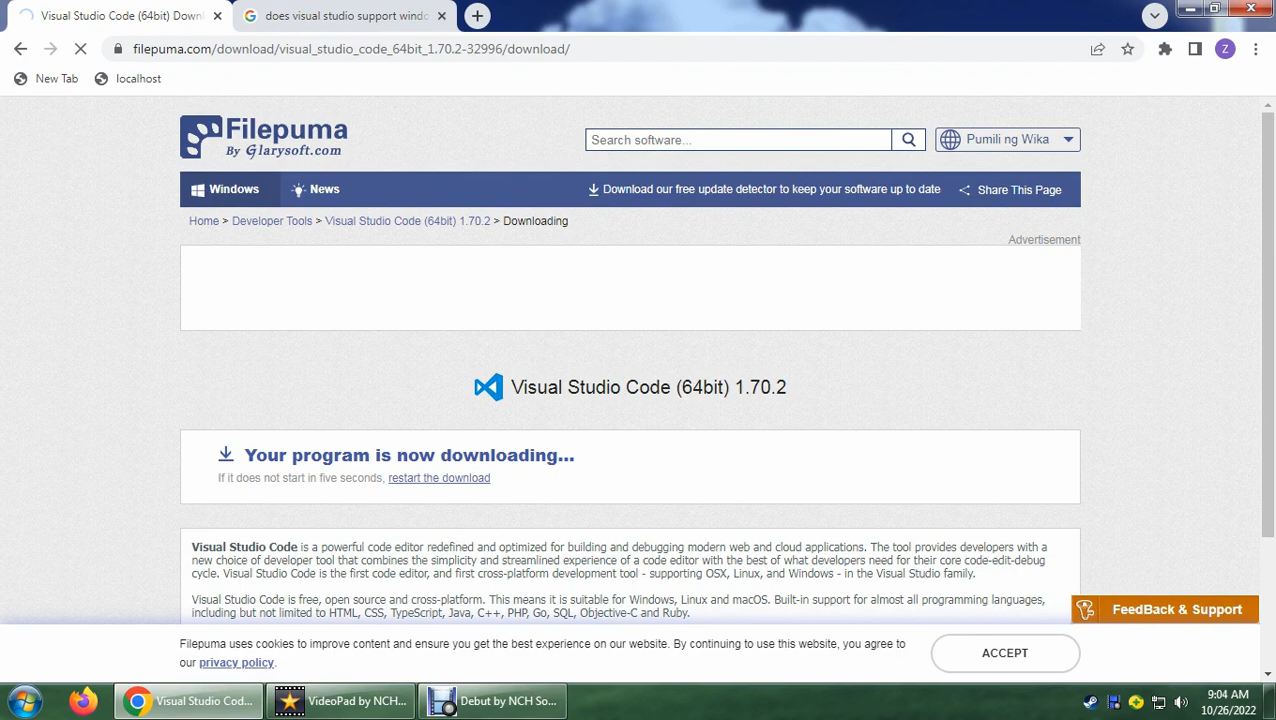 Visual Studio Code (64bit) Down
does visual studio support windo
filepuma.com/download/visual_studio_code_64bit_1.70.2-32996/download/
Z
New Tab
localhost
Filepuma
By Glarysoft.com
Search software...
Pumili ng Wika
Windows
News
Download our free update detector to keep your software up to date
Share This Page
Home > Developer Tools > Visual Studio Code (64bit) 1.70.2 > Downloading
Advertisement
Visual Studio Code (64bit) 1.70.2
Your program is now downloading...
If it does not start in five seconds, restart the download
Visual Studio Code is a powerful code editor redefined and optimized for building and debugging modern web and cloud applications. The tool provides developers with a
new choice of developer tool that combines the simplicity and streamlined experience of a code editor with the best of what developers need for their core code-edit-debug
cycle. Visual Studio Code is the first code editor, and first cross-platform development tool - supporting OSX, Linux, and Windows - in the Visual Studio family.
Visual Studio Code is free, open source and cross-platform. This means it is suitable for Windows, Linux and macOS. Built-in support for almost all programming languages,
including but not limited to HTML, CSS, TypeScript, Java, C++, PHP, Go, SQL, Objective-C and Ruby.
FeedBack & Support
Filepuma uses cookies to improve content and ensure you get the best experience on our website. By continuing to use this website, you agree to
our privacy policy.
ACCEPT
Visual Studio Cod...
VideoPad by NCH...
Debut by NCH So...
9:04 AM
10/26/2022